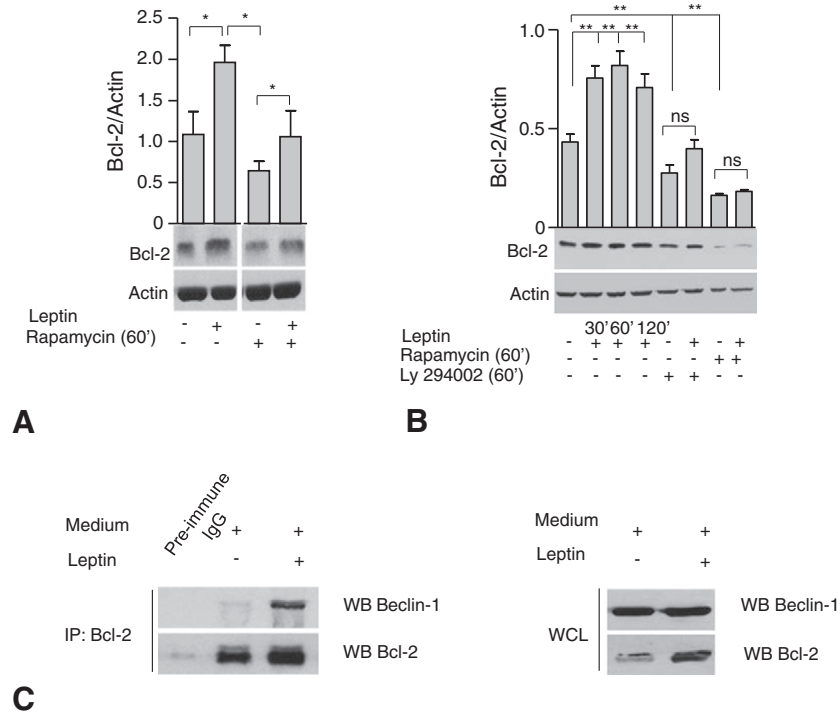 2.5
2.0
1.5
1.0
0.5
0
Bcl-2/Actin
* * *
Bcl-2
Actin
Leptin - + - +
Rapamycin (60') - - + +
A
** **
** ** **
1.0
0.5
0
Bcl-2/Actin
ns
ns
Bcl-2
Actin
30' 60' 120'
Leptin - + + + - + - +
Rapamycin (60') - - - - - - + +
Ly 294002 (60') - - - - + + - -
B
Pre-immune
IgG
Medium + +
Leptin - +
IP: Bcl-2
WB Beclin-1
WB Bcl-2
Medium + +
Leptin - +
WCL
WB Beclin-1
WB Bcl-2
C